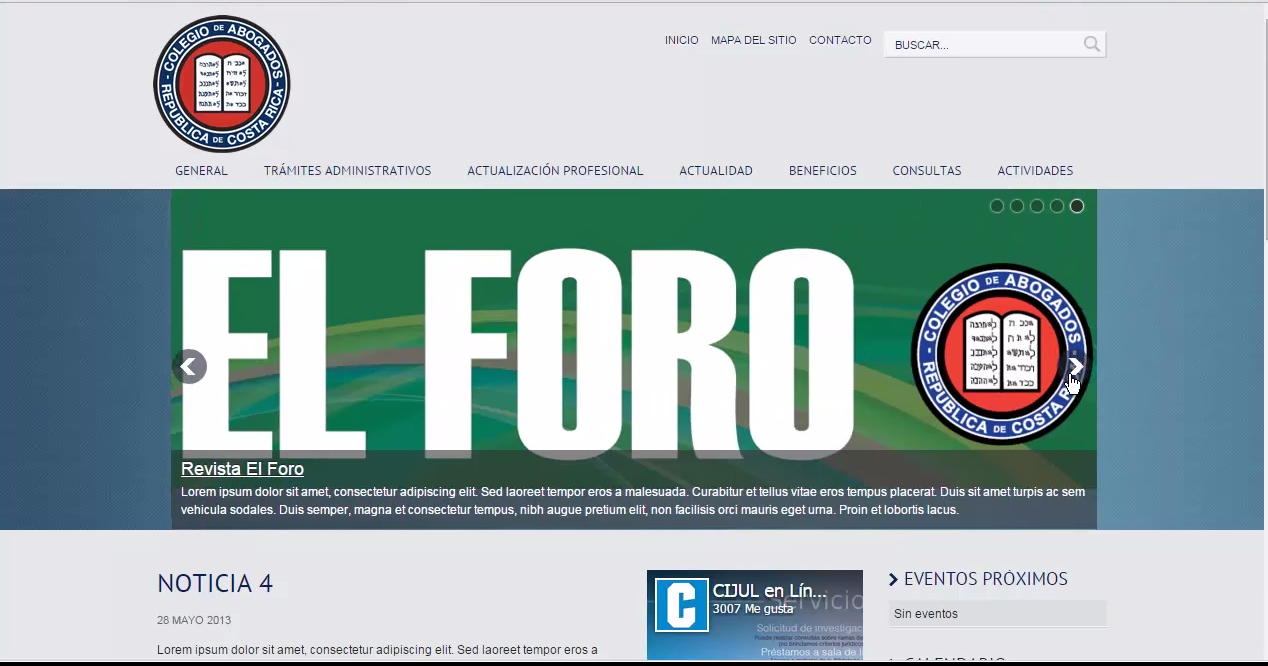 COLEGIO DE ABOGADOS
REPUBLICA DE COSTA RICA
INICIO MAPA DEL SITIO CONTACTO BUSCAR...
GENERAL TRÁMITES ADMINISTRATIVOS ACTUALIZACIÓN PROFESIONAL ACTUALIDAD BENEFICIOS CONSULTAS ACTIVIDADES
EL FORO
COLEGIO DE ABOGADOS
REPUBLICA DE COSTA RICA
Revista El Foro
Lorem ipsum dolor sit amet, consectetur adipiscing elit. Sed laoreet tempor eros a malesuada. Curabitur et tellus vitae eros tempus placerat. Duis sit amet turpis ac sem
vehicula sodales. Duis semper, magna et consectetur tempus, nibh augue pretium elit, non facilisis orci mauris eget urna. Proin et lobortis lacus.
NOTICIA 4
28 MAYO 2013
Lorem ipsum dolor sit amet, consectetur adipiscing elit. Sed laoreet tempor eros a
C
CIJUL en Lín...
3007 Me gusta
Servicio
Solicitud de investigac
Préstamos a sala de l
EVENTOS PRÓXIMOS
Sin eventos